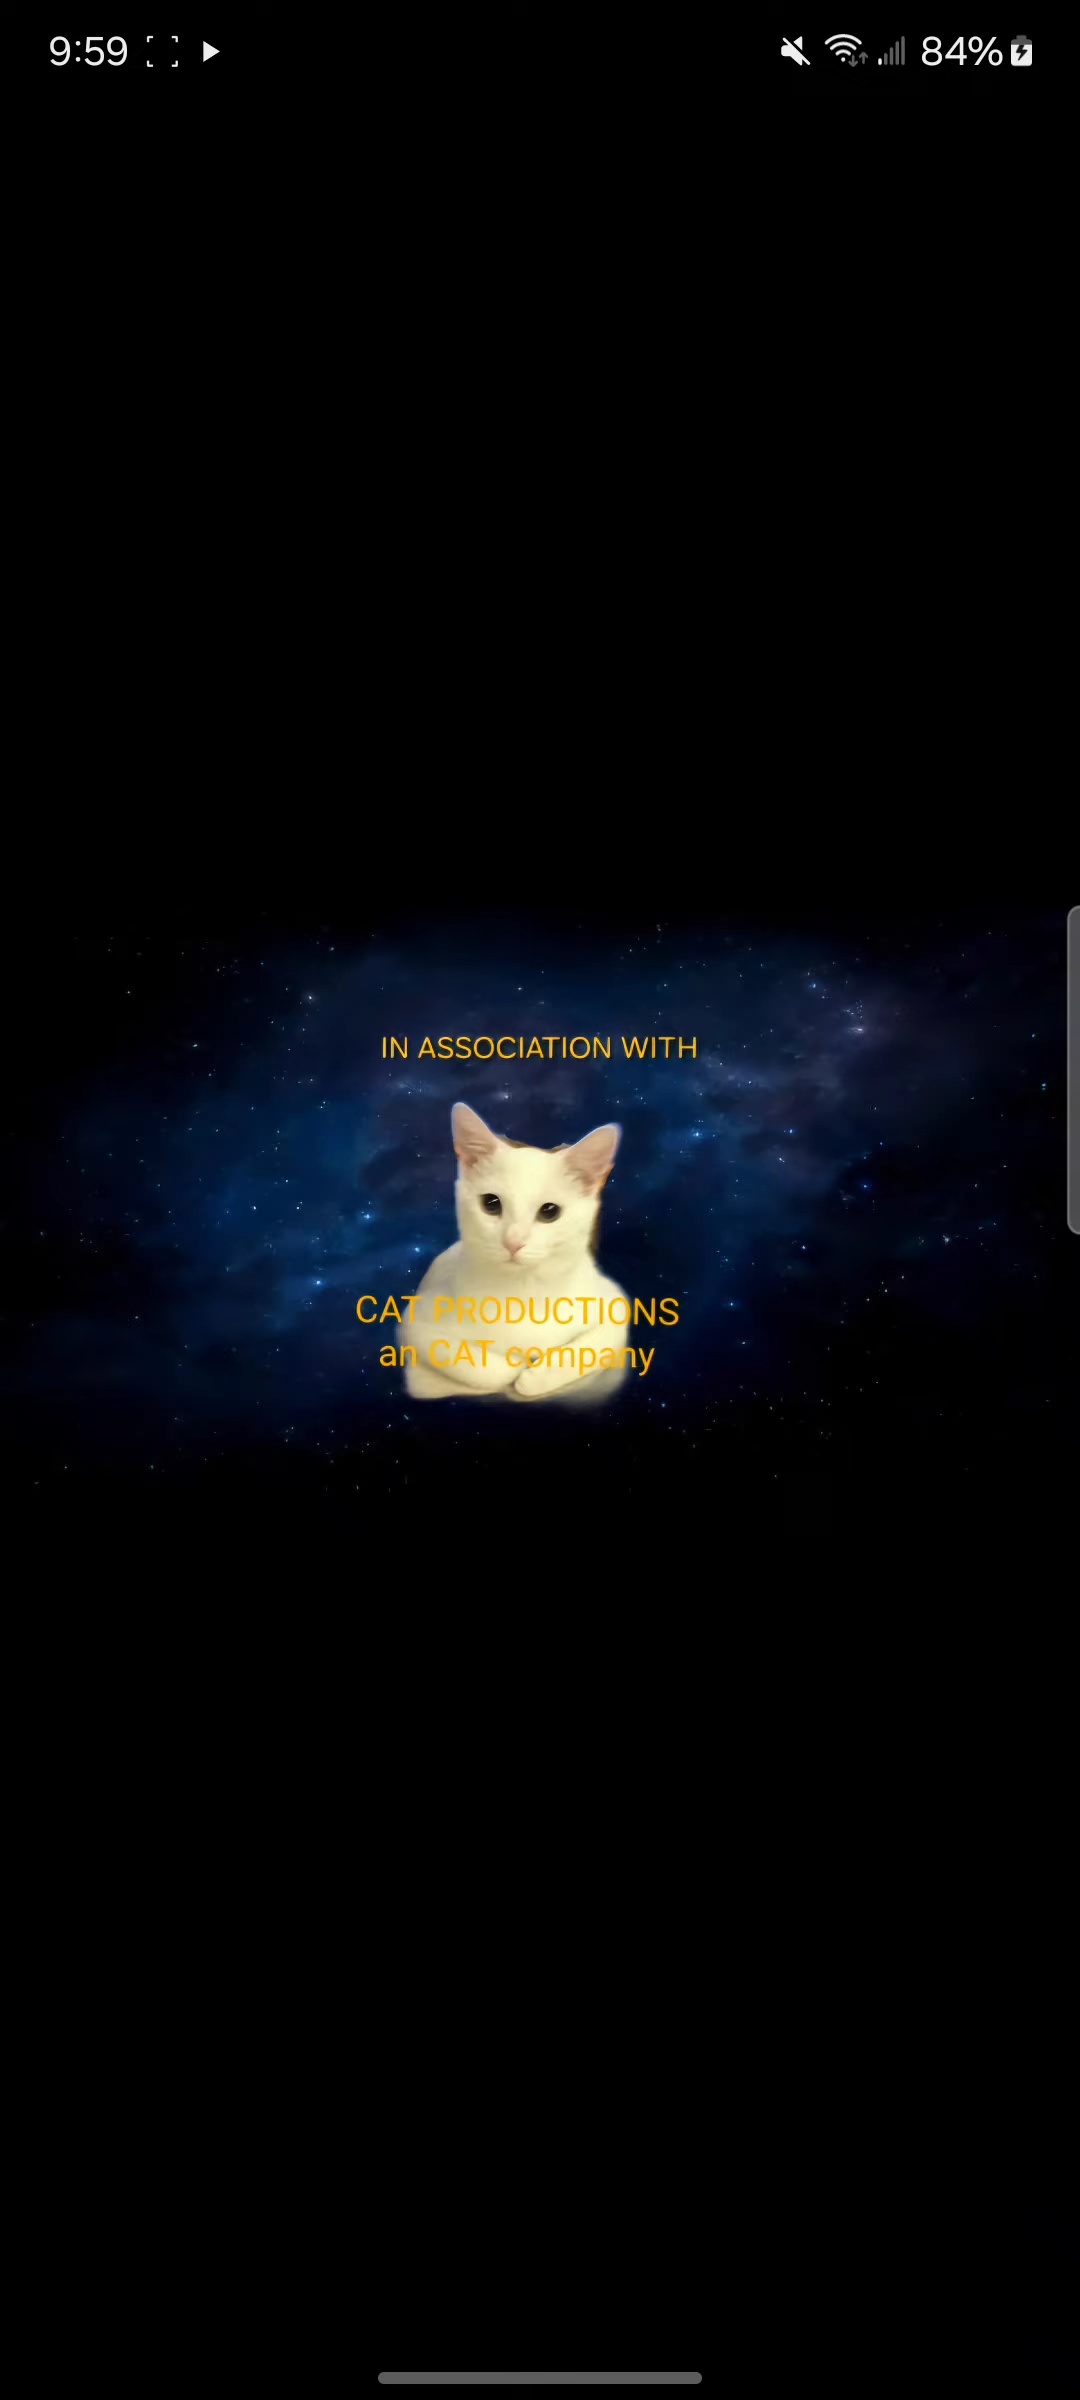 9:59
84%
IN ASSOCIATION WITH
CAT PRODUCTIONS
an CAT company